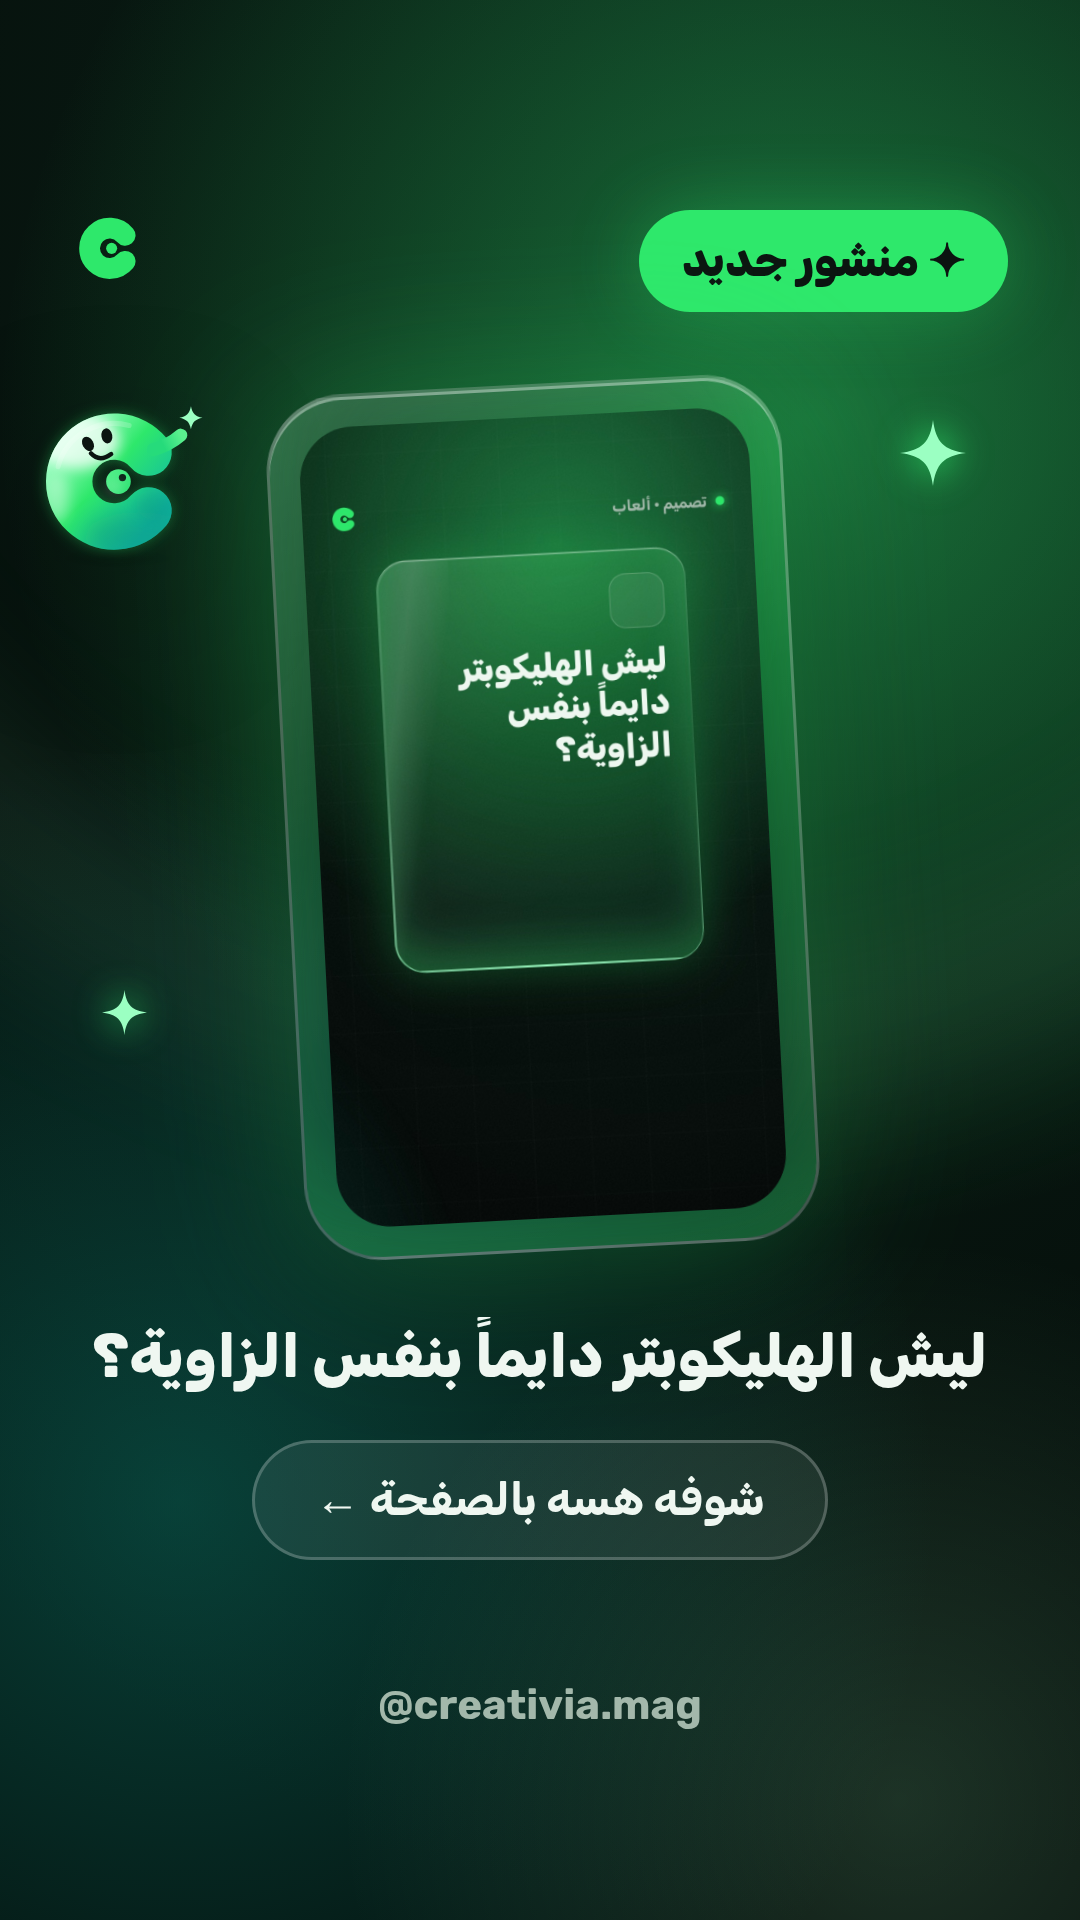 ✦ منشور جديد
تصميم • ألعاب
ليش الهليكوبتر
دايماً بنفس
الزاوية؟
ليش الهليكوبتر دايماً بنفس الزاوية؟
شوفه هسه بالصفحة ←
@creativia.mag